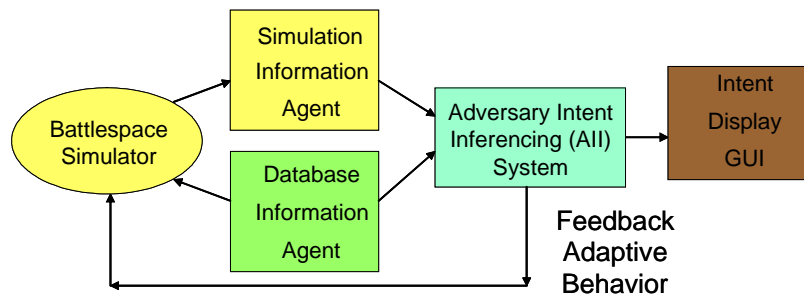 Simulation
Information
Agent
Battlespace
Simulator
Database
Information
Agent
Adversary Intent
Inferencing (AII)
System
Intent
Display
GUI
Feedback
Adaptive
Behavior